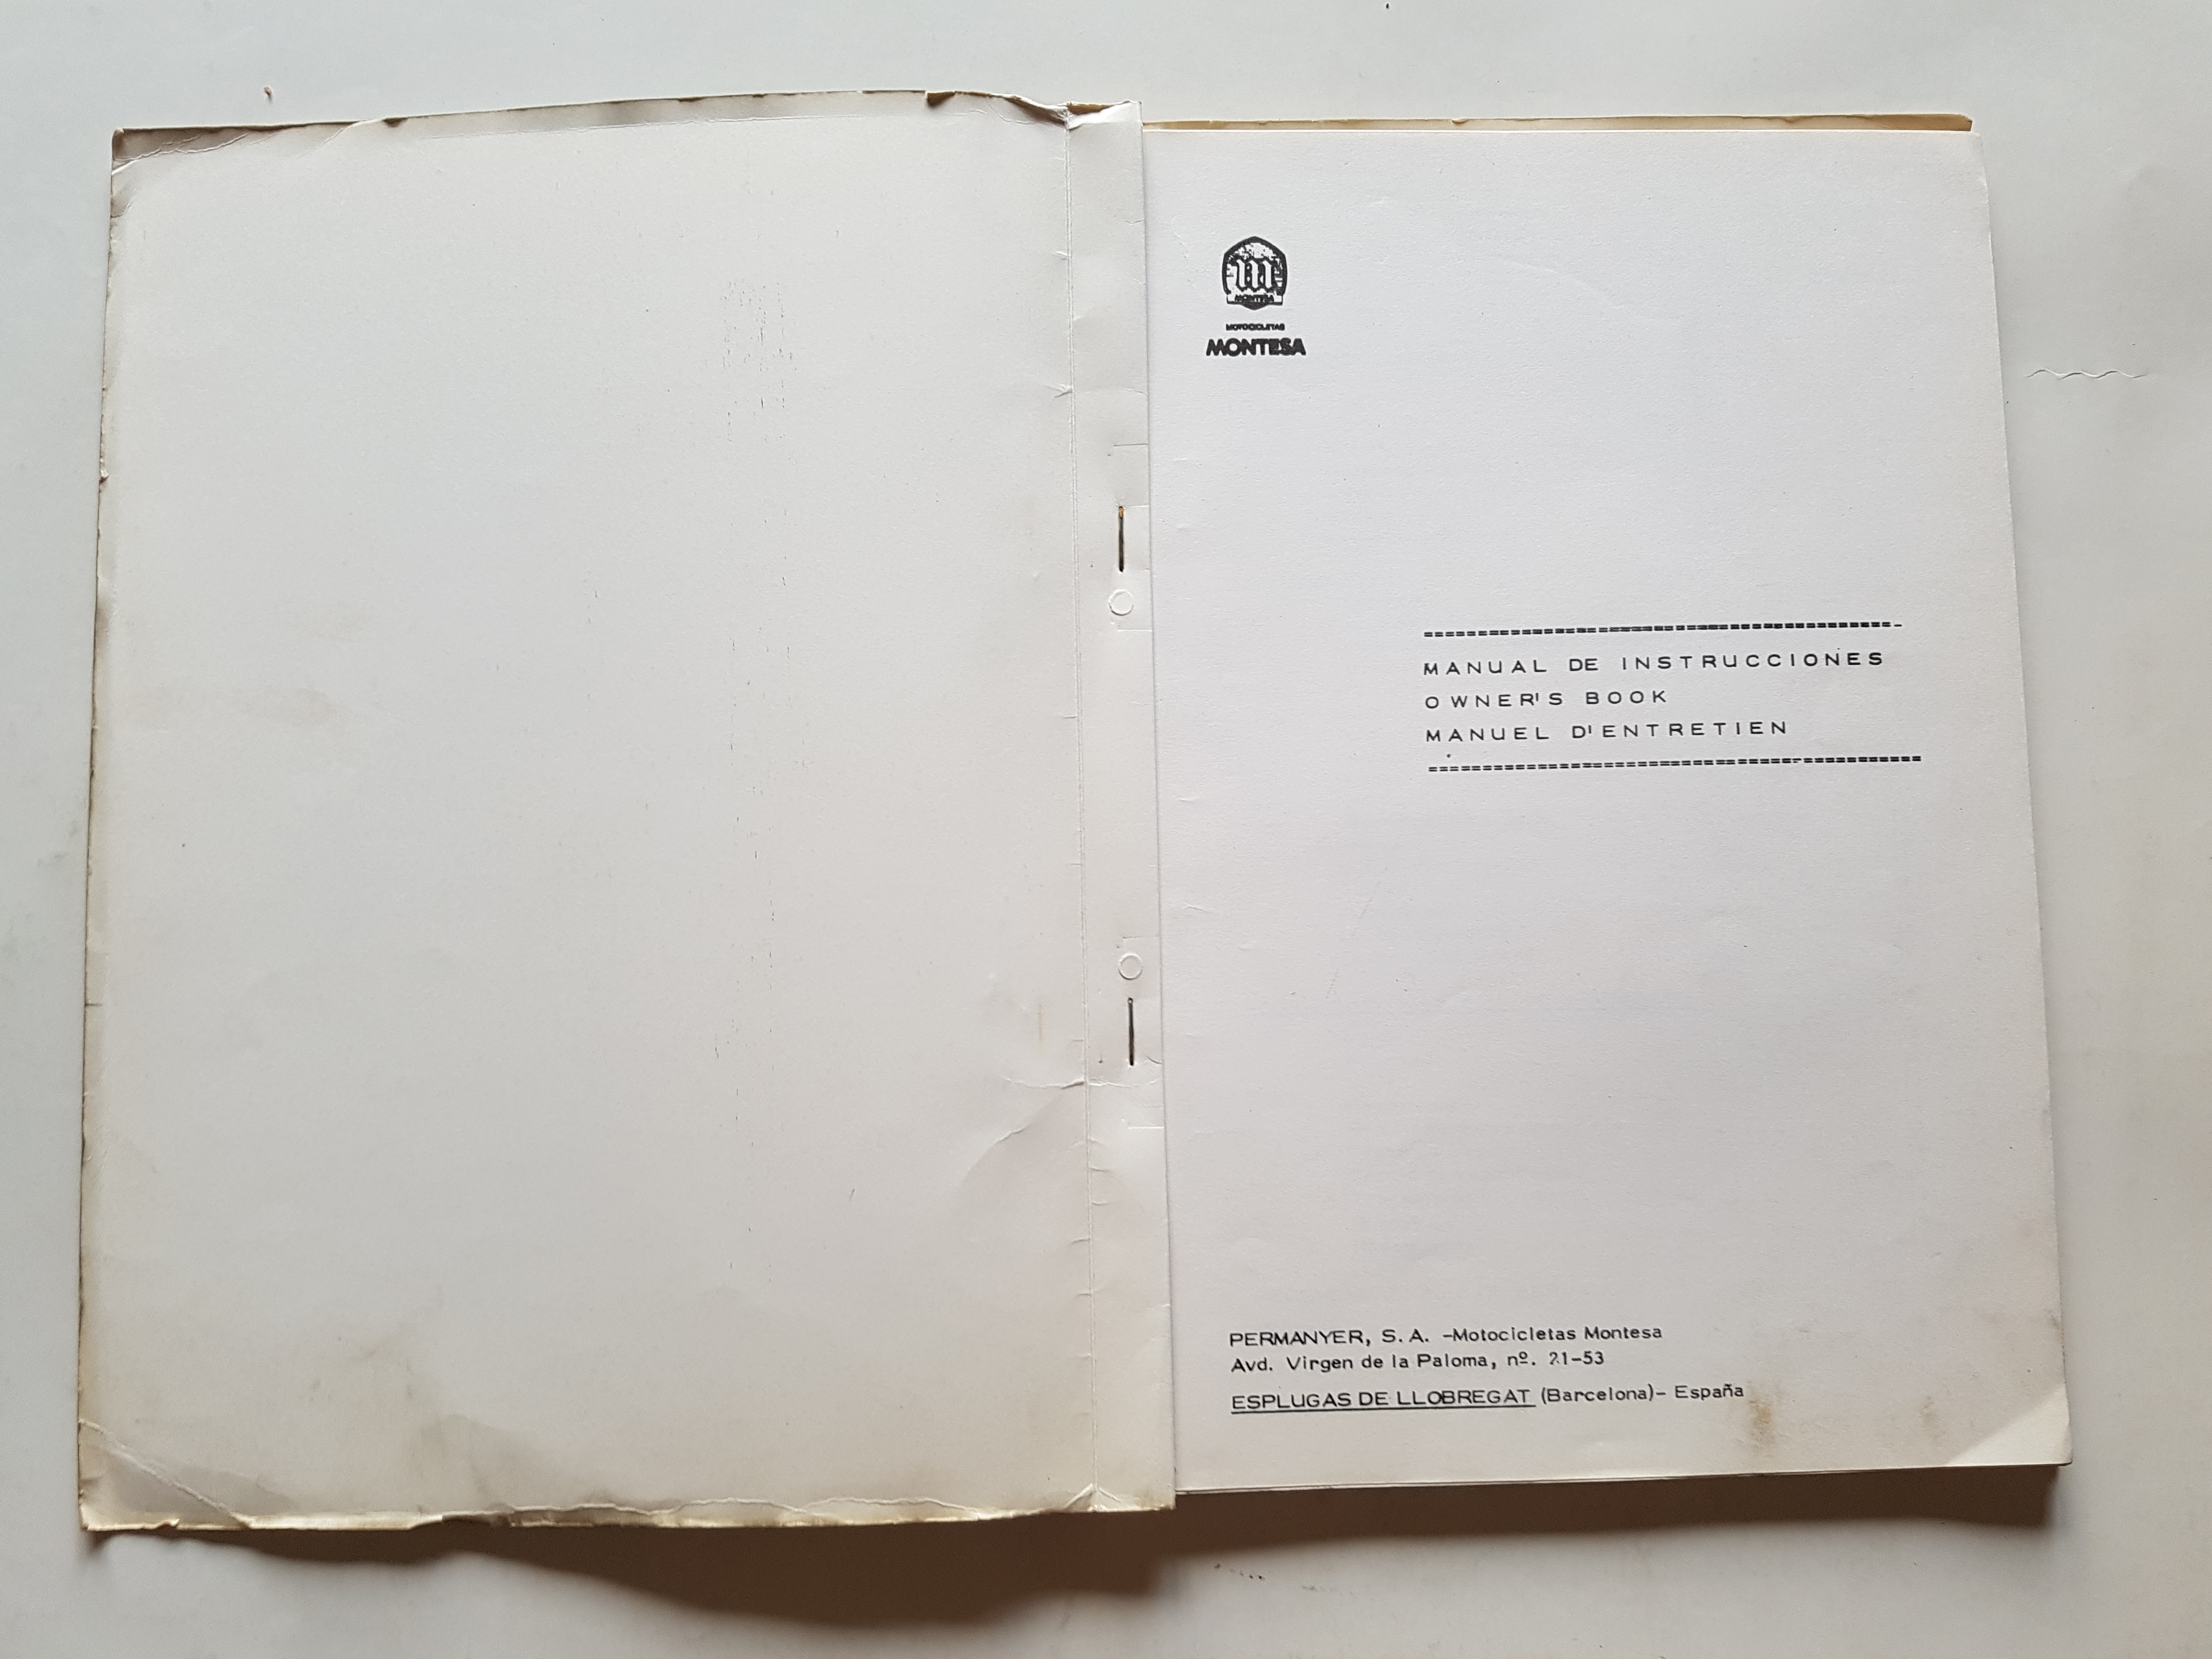 MONTESA
MOTOCICLETAS
MONTESA
MANUAL DE INSTRUCCIONES
OWNER'S BOOK
MANUEL D'ENTRETIEN
PERMANYER, S. A. -Motocicletas Montesa
Avd. Virgen de la Paloma, nº. 21-53
ESPLUGAS DE LLOBREGAT (Barcelona)- España